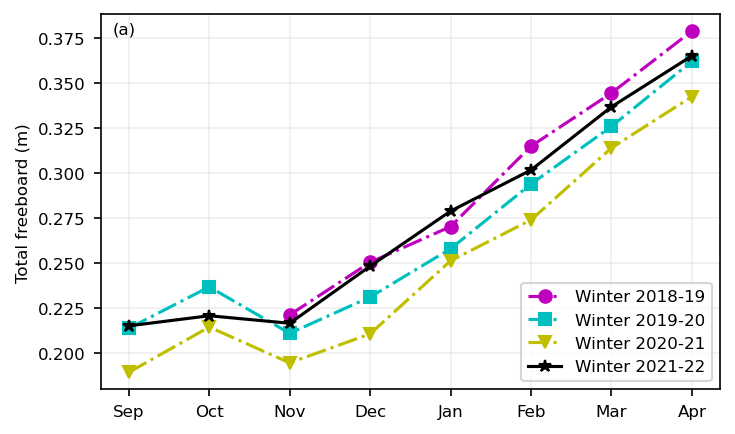 (a)
Total freeboard (m)
0.375
0.350
0.325
0.300
0.275
0.250
0.225
0.200
Winter 2018-19
Winter 2019-20
Winter 2020-21
Winter 2021-22
Sep Oct Nov Dec Jan Feb Mar Apr